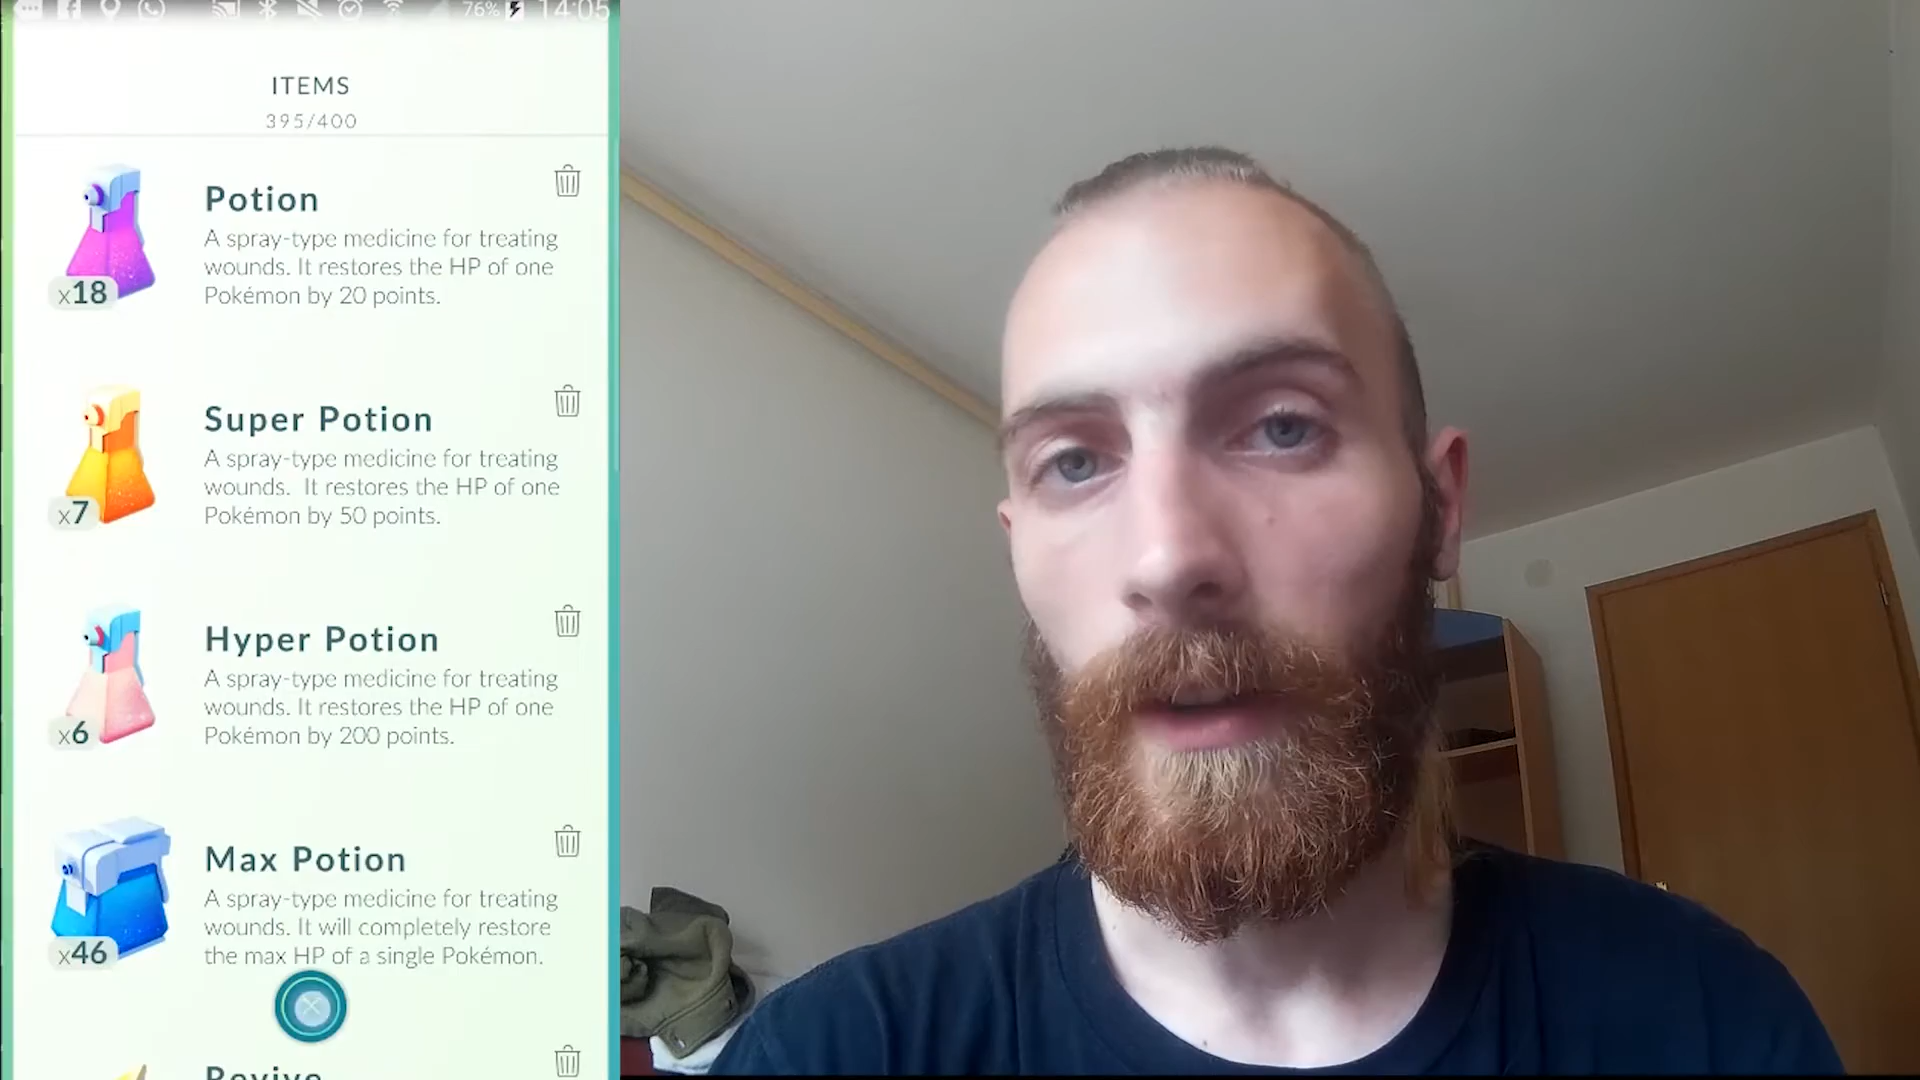 76% 14:05
ITEMS
395/400
Potion
A spray-type medicine for treating
wounds. It restores the HP of one
Pokémon by 20 points.
x18
Super Potion
A spray-type medicine for treating
wounds. It restores the HP of one
Pokémon by 50 points.
x7
Hyper Potion
A spray-type medicine for treating
wounds. It restores the HP of one
Pokémon by 200 points.
x6
Max Potion
A spray-type medicine for treating
wounds. It will completely restore
the max HP of a single Pokémon.
x46
Revive